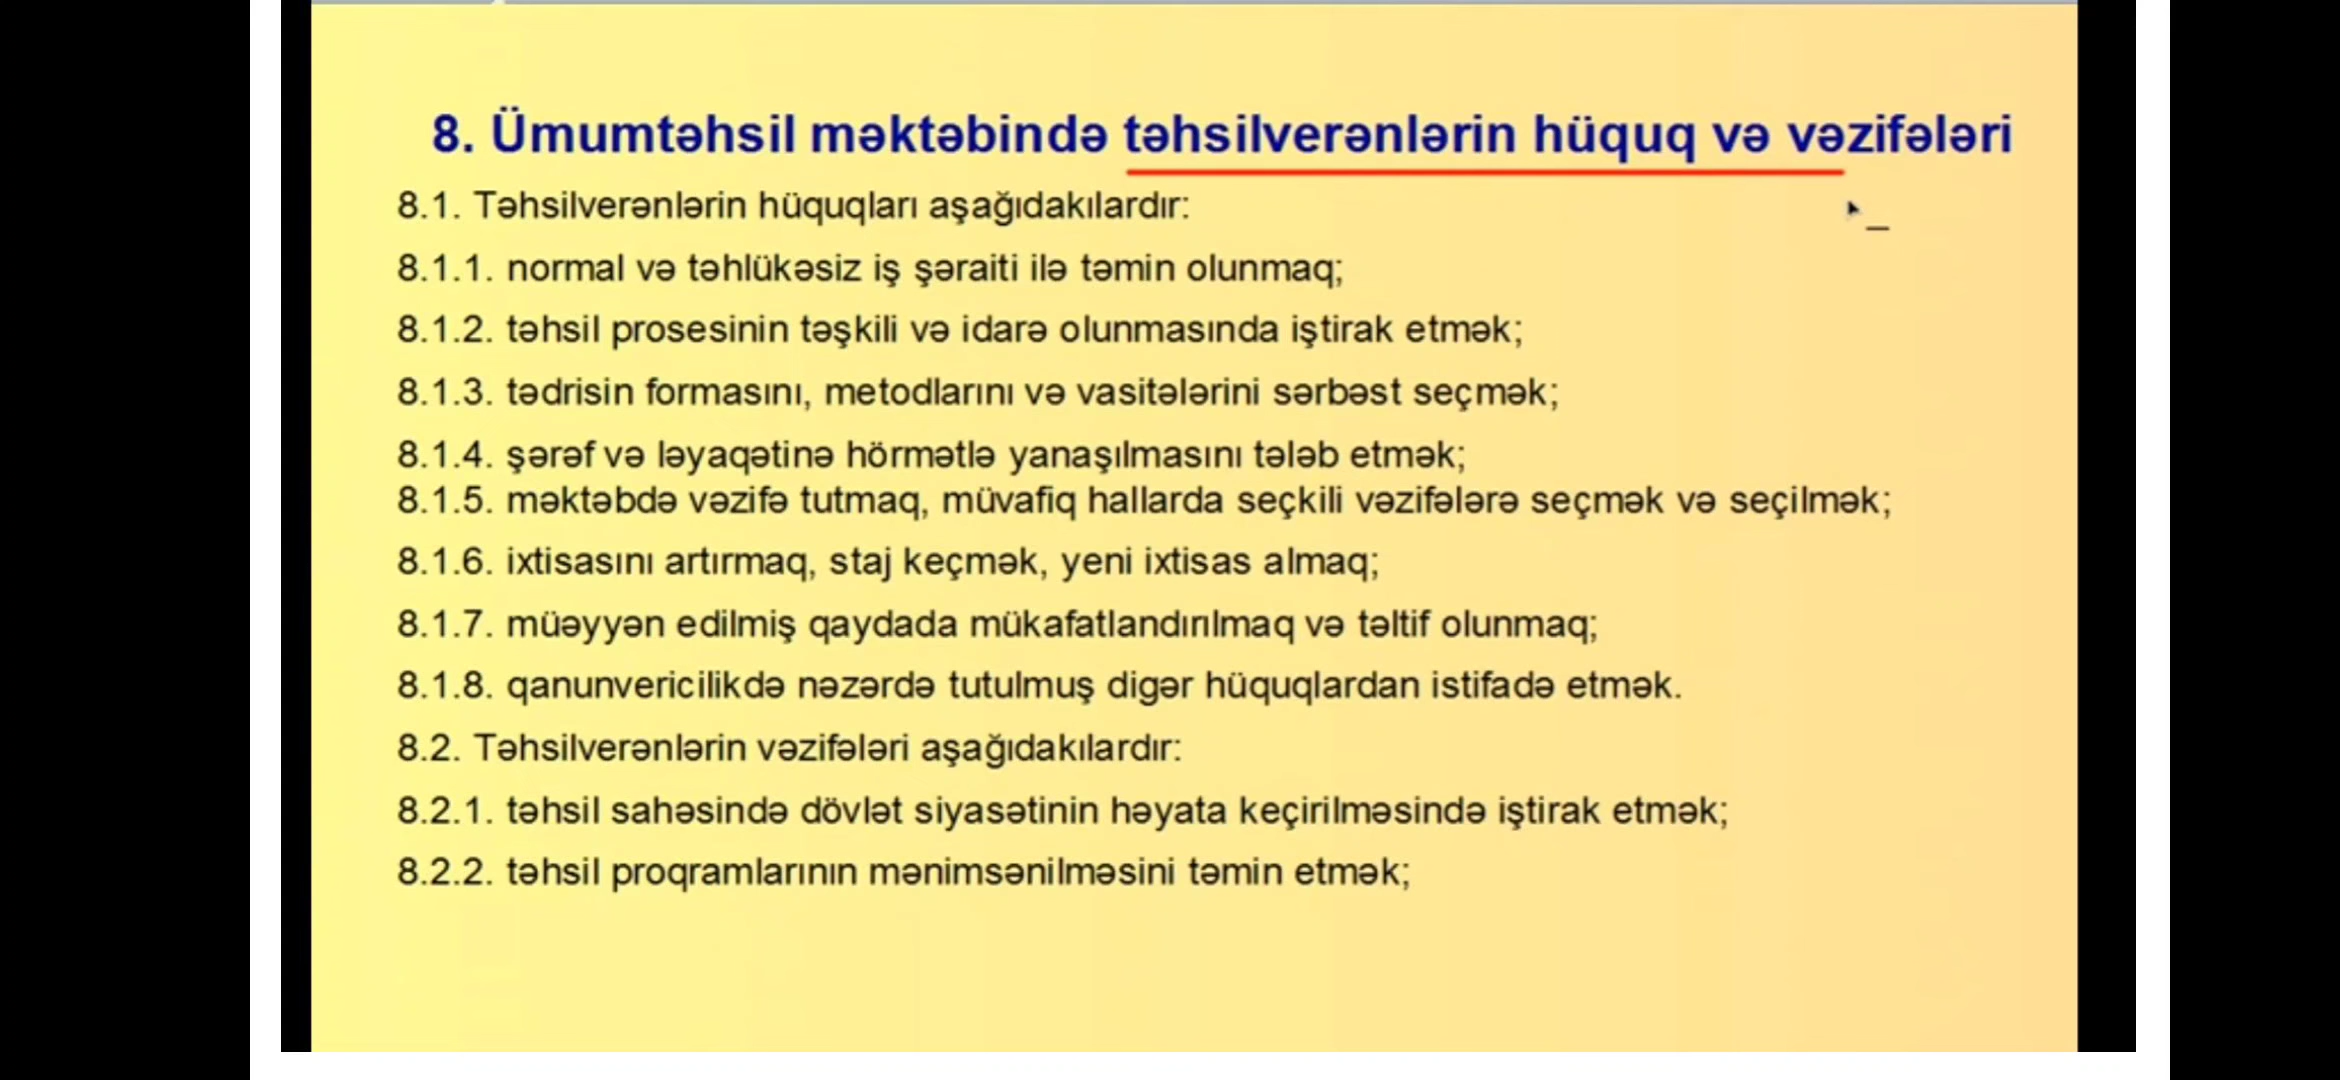 8. Ümumtəhsil məktəbində təhsilverənlərin hüquq və vəzifələri
8.1. Təhsilverənlərin hüquqları aşağıdakılardır:
8.1.1. normal və təhlükəsiz iş şəraiti ilə təmin olunmaq;
8.1.2. təhsil prosesinin təşkili və idarə olunmasında iştirak etmək;
8.1.3. tədrisin formasını, metodlarını və vasitələrini sərbəst seçmək;
8.1.4. şərəf və ləyaqətinə hörmətlə yanaşılmasını tələb etmək;
8.1.5. məktəbdə vəzifə tutmaq, müvafiq hallarda seçkili vəzifələrə seçmək və seçilmək;
8.1.6. ixtisasını artırmaq, staj keçmək, yeni ixtisas almaq;
8.1.7. müəyyən edilmiş qaydada mükafatlandırılmaq və təltif olunmaq;
8.1.8. qanunvericilikdə nəzərdə tutulmuş digər hüquqlardan istifadə etmək.
8.2. Təhsilverənlərin vəzifələri aşağıdakılardır:
8.2.1. təhsil sahəsində dövlət siyasətinin həyata keçirilməsində iştirak etmək;
8.2.2. təhsil proqramlarının mənimsənilməsini təmin etmək;